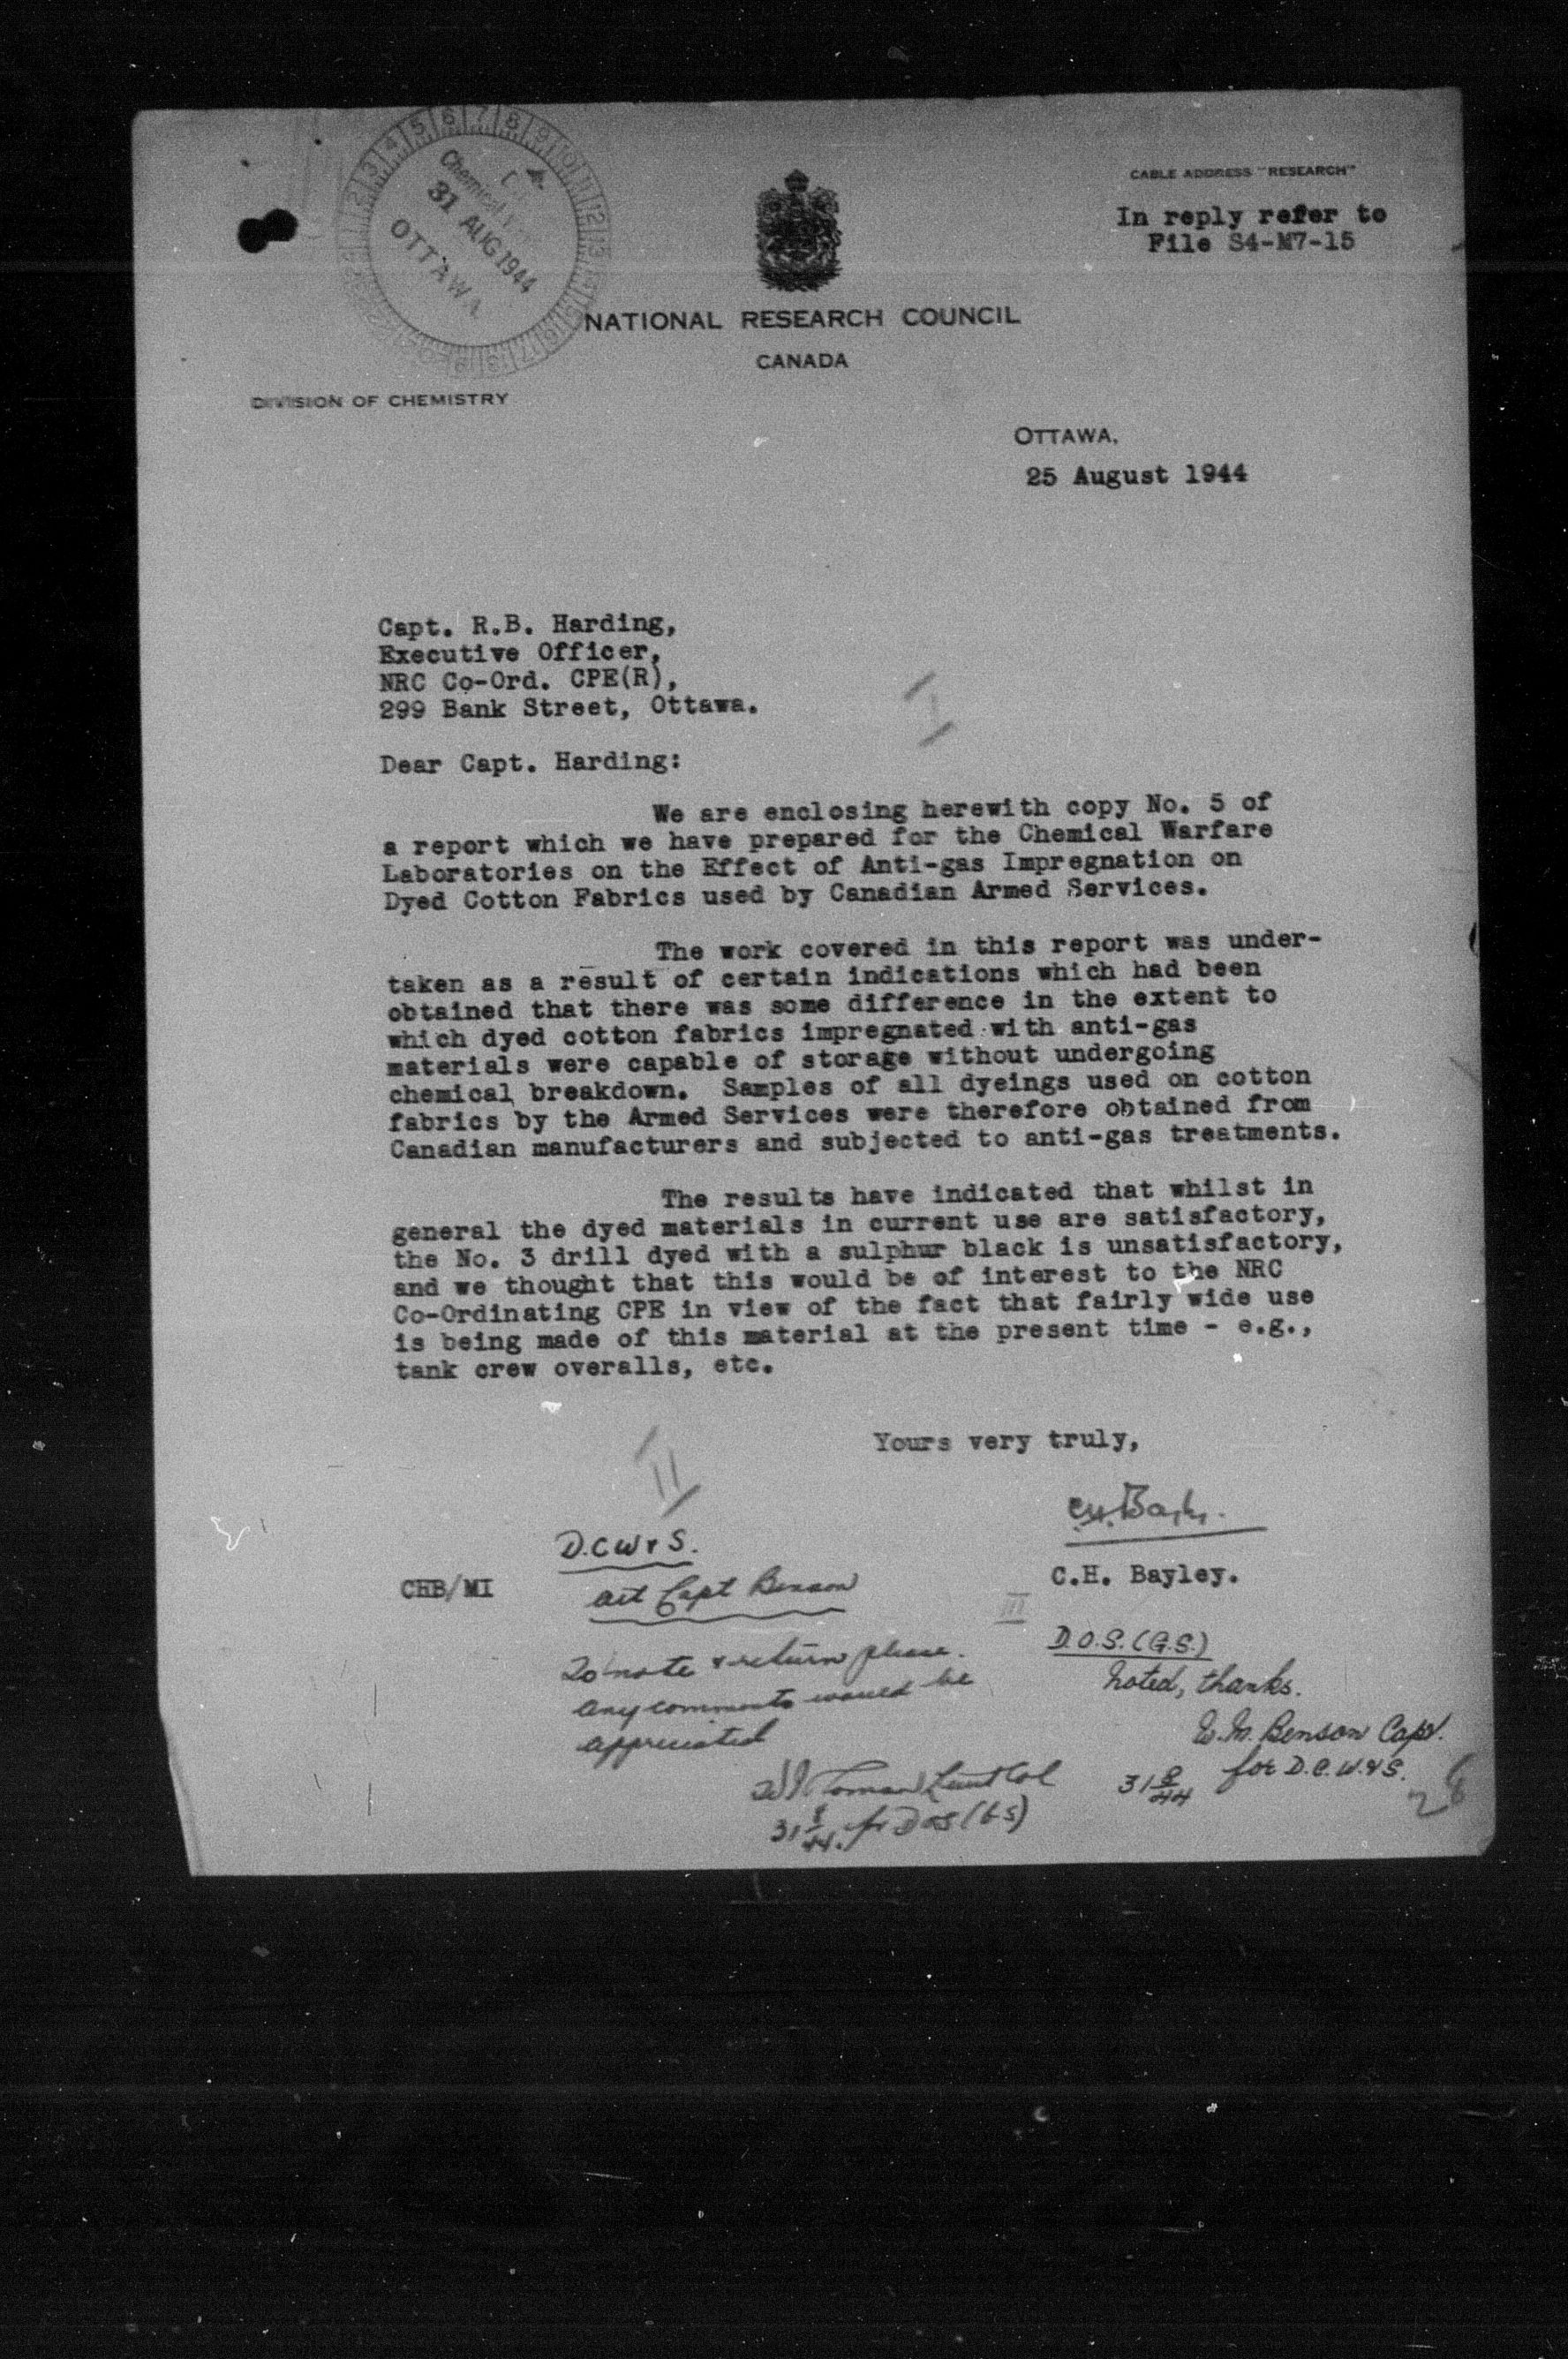 Chemical
31 AUG 1944
OTTAWA
CABLE ADDRESS "RESEARCH"
In reply refer to
File S4-M7-15
NATIONAL RESEARCH COUNCIL
CANADA
DIVISION OF CHEMISTRY
OTTAWA,
25 August 1944
Capt. R.B. Harding,
Executive Officer,
NRC Co-Ord. CPE(R),
299 Bank Street, Ottawa.
I
Dear Capt. Harding:
We are enclosing herewith copy No. 5 of
a report which we have prepared for the Chemical Warfare
Laboratories on the Effect of Anti-gas Impregnation on
Dyed Cotton Fabrics used by Canadian Armed Services.
The work covered in this report was under-
taken as a result of certain indications which had been
obtained that there was some difference in the extent to
which dyed cotton fabrics impregnated with anti-gas
materials were capable of storage without undergoing
chemical breakdown. Samples of all dyeings used on cotton
fabrics by the Armed Services were therefore obtained from
Canadian manufacturers and subjected to anti-gas treatments.
The results have indicated that whilst in
general the dyed materials in current use are satisfactory,
the No. 3 drill dyed with a sulphur black is unsatisfactory,
and we thought that this would be of interest to the NRC
Co-Ordinating CPE in view of the fact that fairly wide use
is being made of this material at the present time - e.g.,
tank crew overalls, etc.
Yours very truly,
II
C.H. Bayley.
CHB/MI
D.C.W & S.
att Capt Benson
To note & return please.
Any comments would be
appreciated
Lieut Col
31 8/44. for DOS (GS)
III
D.O.S. (G.S.)
Noted, thanks.
W.M. Benson Capt.
31 8/44 for D.C.W. & S.
26